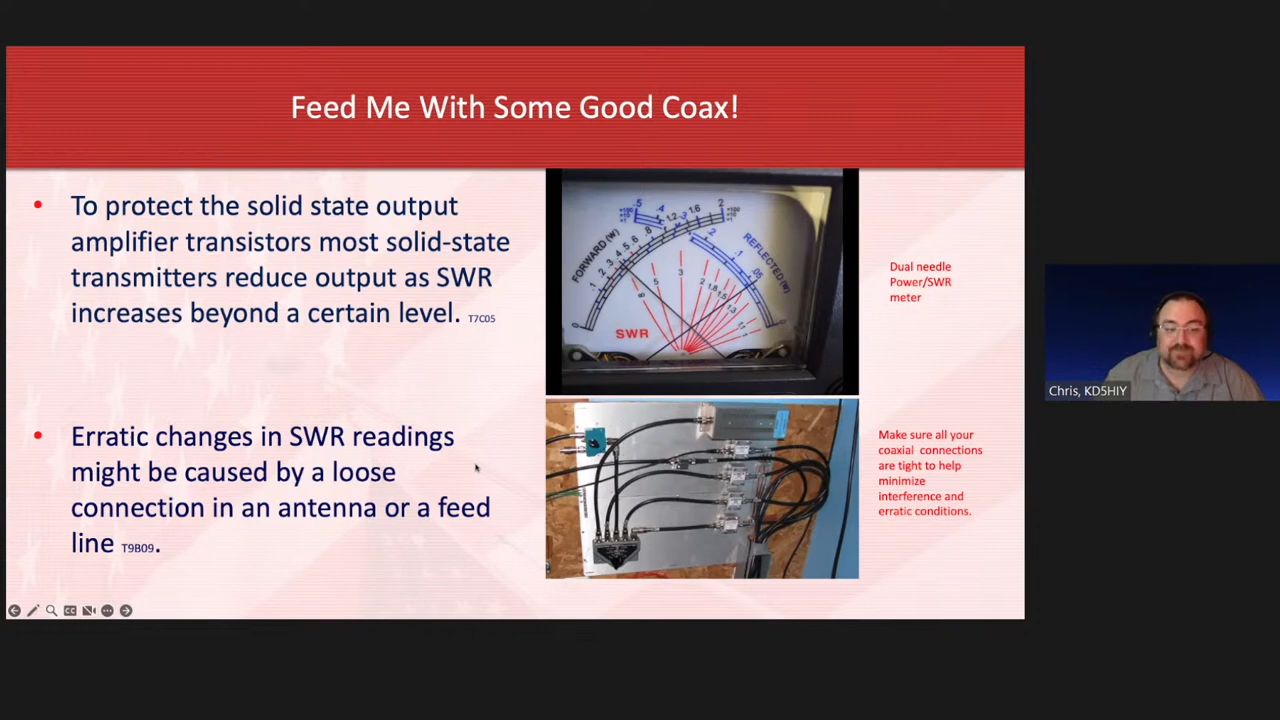 Feed Me With Some Good Coax!
To protect the solid state output
amplifier transistors most solid-state
transmitters reduce output as SWR
increases beyond a certain level. T7C05
Erratic changes in SWR readings
might be caused by a loose
connection in an antenna or a feed
line T9B09.
FORWARD (W)
REFLECTED (W)
SWR
Dual needle
Power/SWR
meter
Make sure all your
coaxial connections
are tight to help
minimize
interference and
erratic conditions.
Chris, KD5HIY